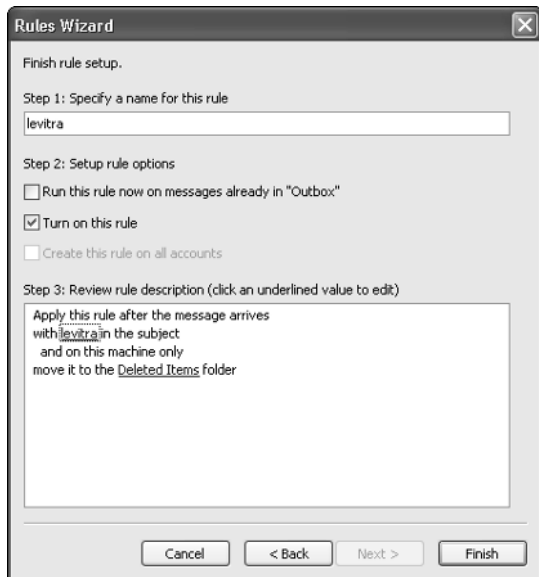 Rules Wizard
Finish rule setup.
Step 1: Specify a name for this rule
levitra
Step 2: Setup rule options
Run this rule now on messages already in "Outbox"
Turn on this rule
Create this rule on all accounts
Step 3: Review rule description (click an underlined value to edit)
Apply this rule after the message arrives
with levitra in the subject
and on this machine only
move it to the Deleted Items folder
Cancel < Back Next > Finish